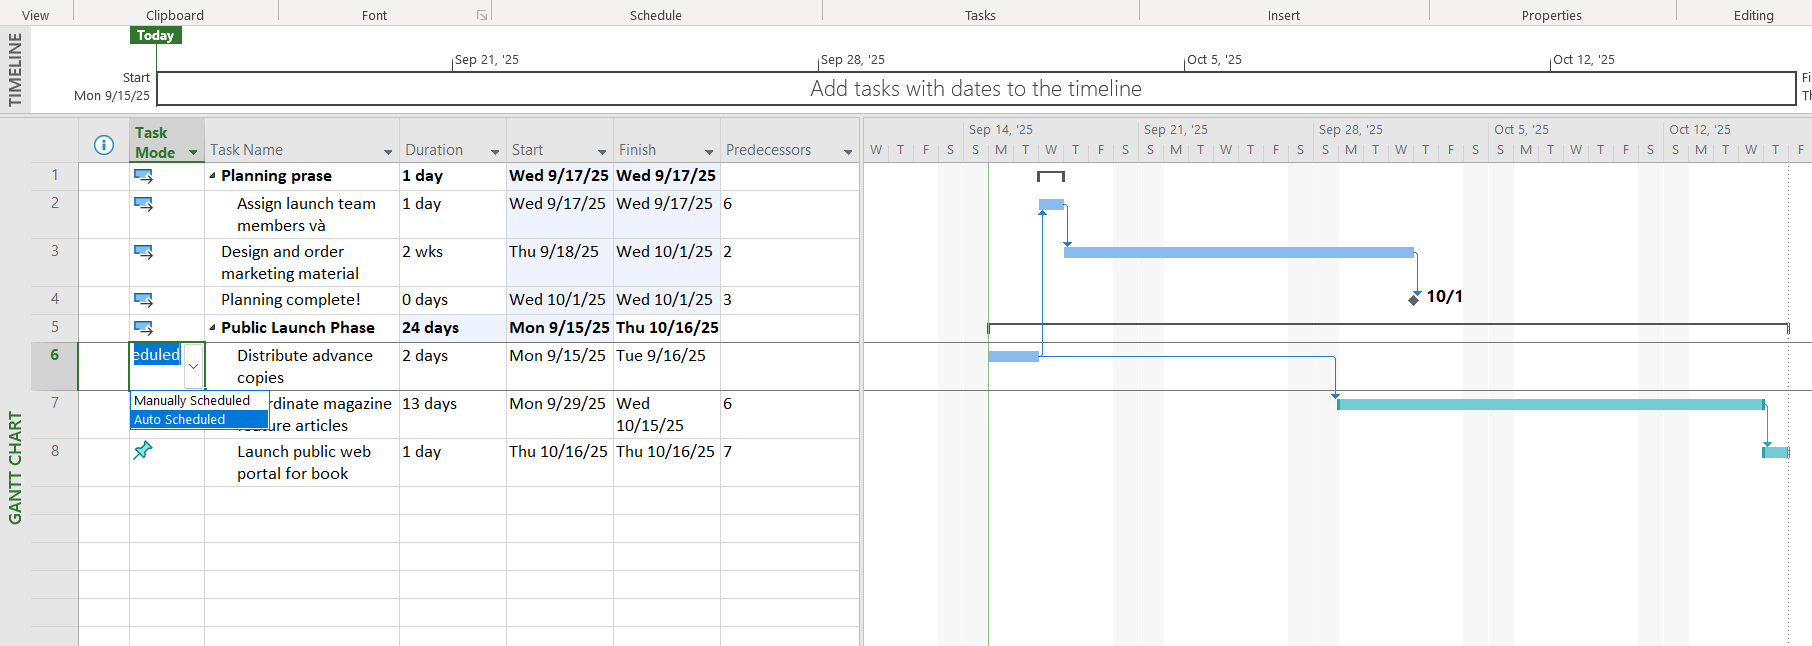 View Clipboard Font Schedule Tasks Insert Properties Editing
TIMELINE
Today
Sep 21, '25 Sep 28, '25 Oct 5, '25 Oct 12, '25
Start
Mon 9/15/25
Add tasks with dates to the timeline
Fi
Th
GANTT CHART
Task Mode Task Name Duration Start Finish Predecessors
1 Planning prase 1 day Wed 9/17/25 Wed 9/17/25
2 Assign launch team 1 day Wed 9/17/25 Wed 9/17/25 6
members và
3 Design and order 2 wks Thu 9/18/25 Wed 10/1/25 2
marketing material
4 Planning complete! 0 days Wed 10/1/25 Wed 10/1/25 3
5 Public Launch Phase 24 days Mon 9/15/25 Thu 10/16/25
6 eduled Distribute advance 2 days Mon 9/15/25 Tue 9/16/25
copies
Manually Scheduled
Auto Scheduled
7 rdinate magazine 13 days Mon 9/29/25 Wed 6
articles 10/15/25
8 Launch public web 1 day Thu 10/16/25 Thu 10/16/25 7
portal for book
Sep 14, '25 Sep 21, '25 Sep 28, '25 Oct 5, '25 Oct 12, '25
W T F S S M T W T F S S M T W T F S S M T W T F S S M T W T F S S M T W T F
10/1